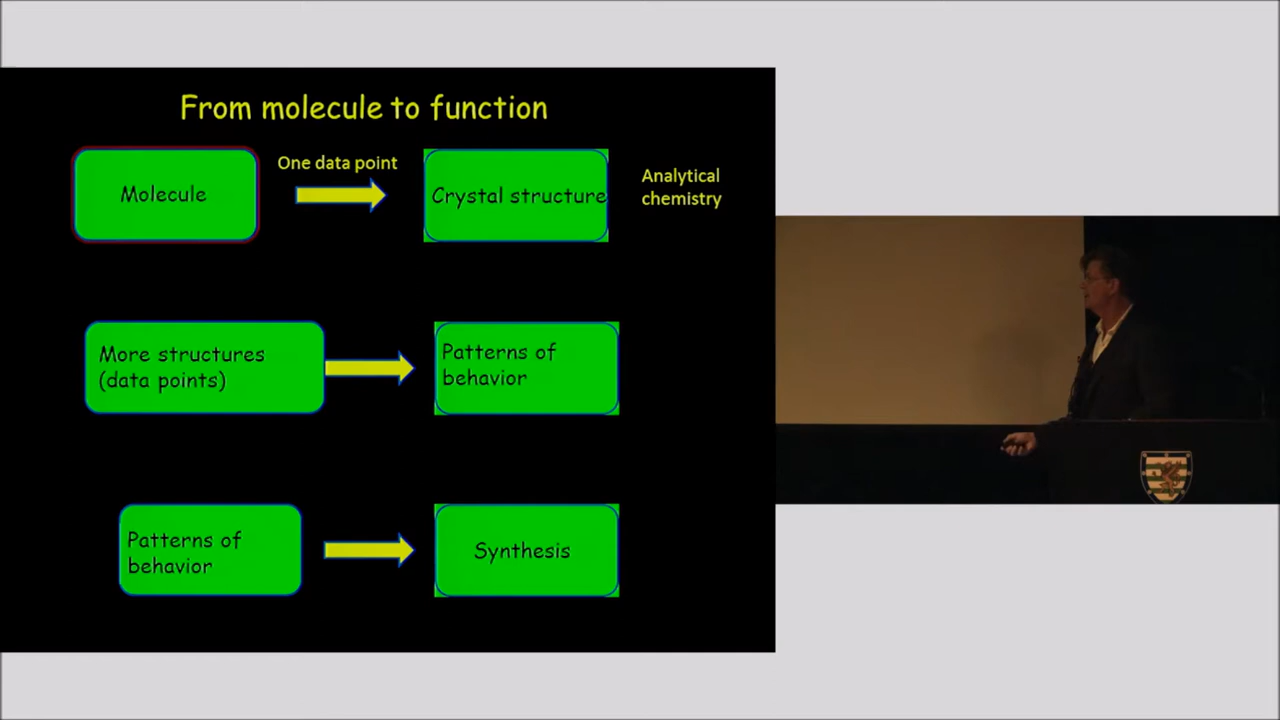 From molecule to function
Molecule
One data point
Crystal structure
Analytical
chemistry
More structures
(data points)
Patterns of
behavior
Patterns of
behavior
Synthesis